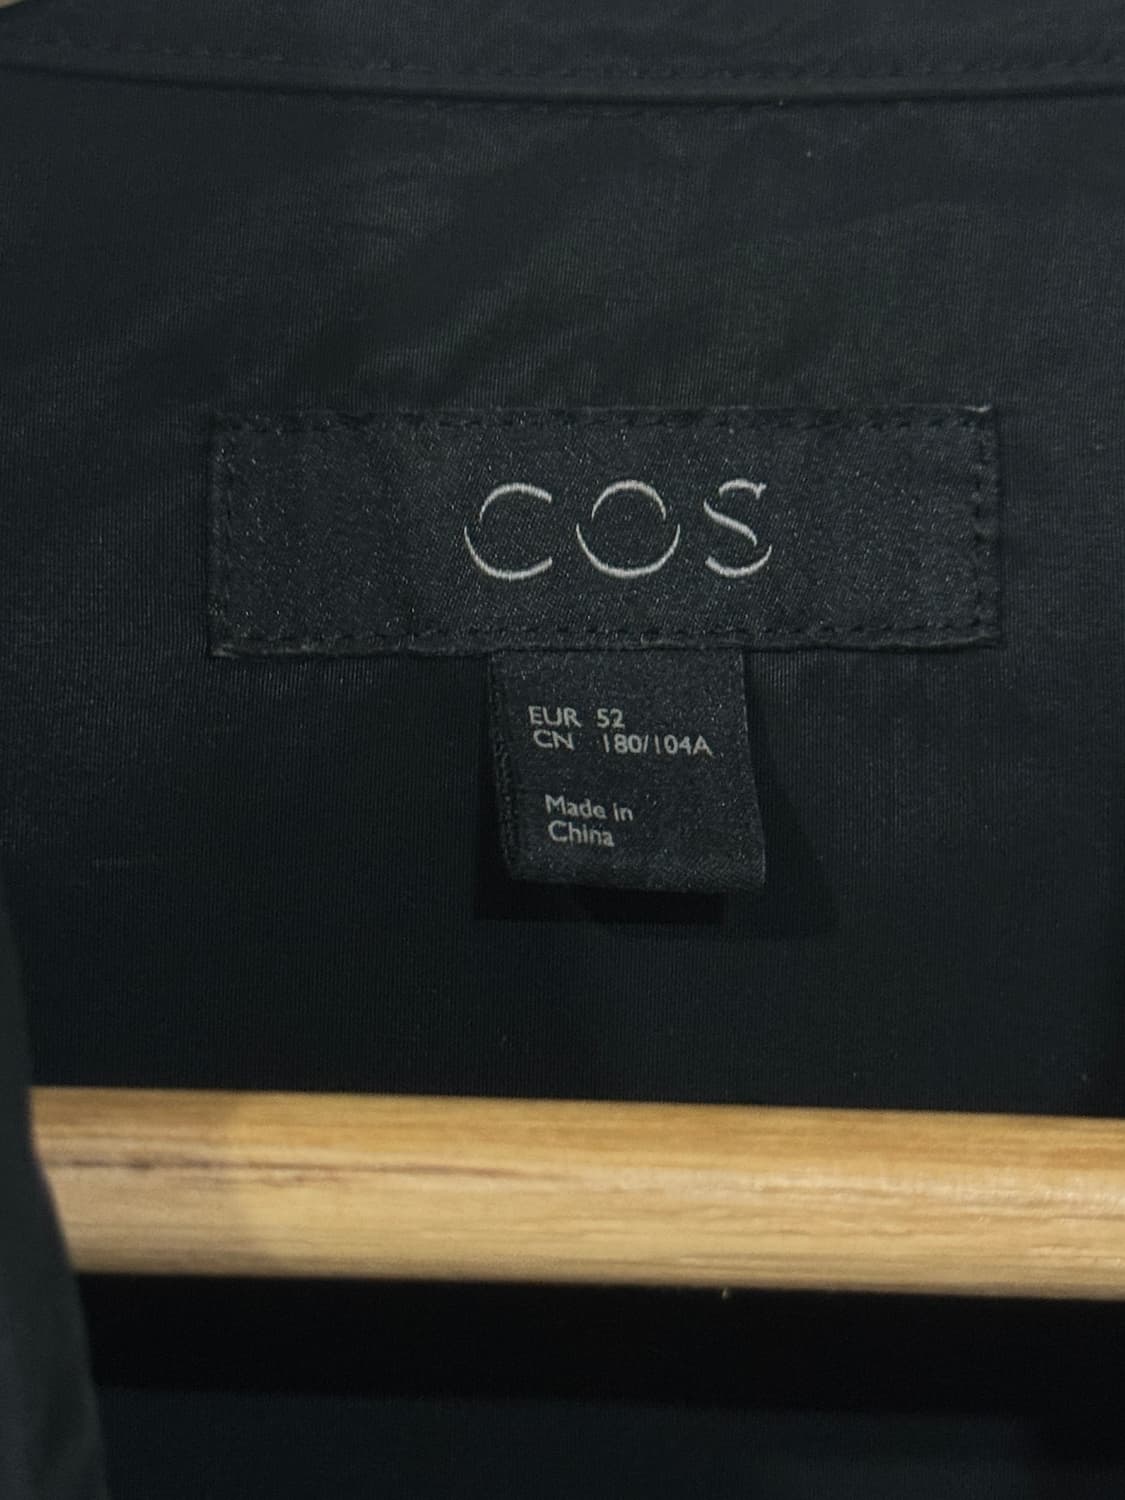 COS
EUR 52
CN 180/104A
Made in
China